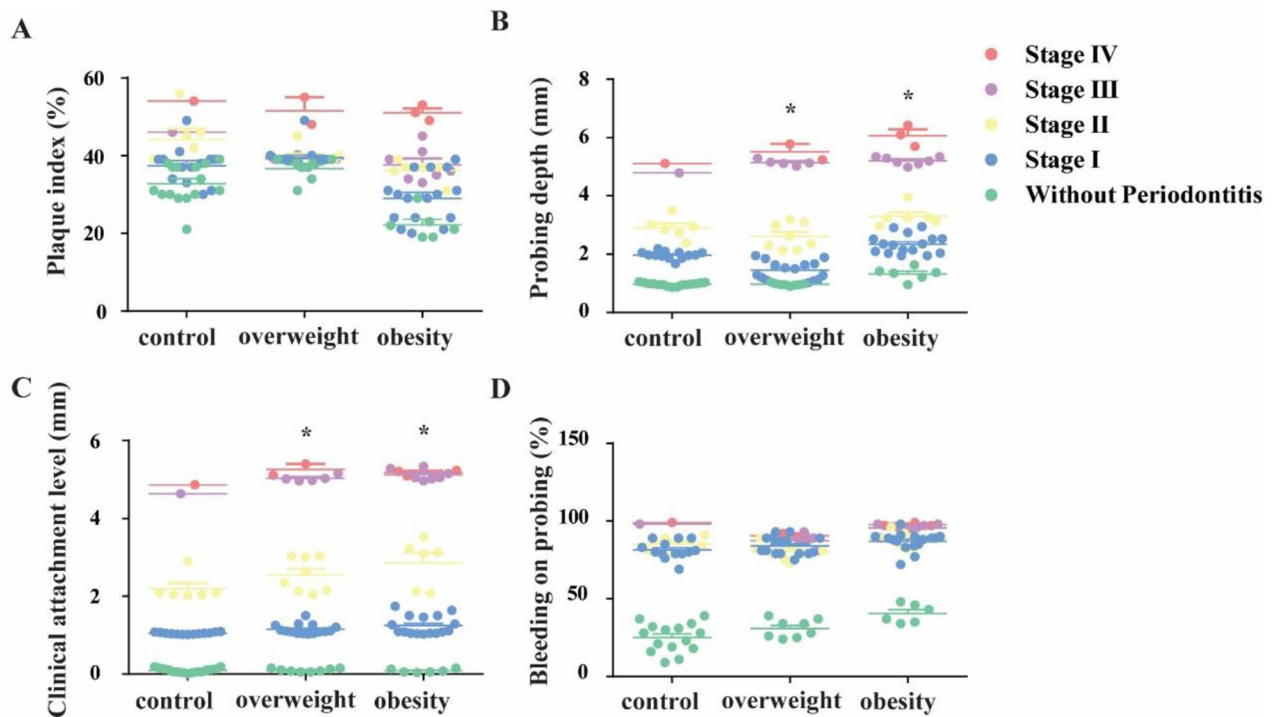 A
Plaque index (%)
60
40
20
0
control
overweight
obesity
B
Probing depth (mm)
8
6
4
2
0
*
*
control
overweight
obesity
Stage IV
Stage III
Stage II
Stage I
Without Periodontitis
C
Clinical attachment level (mm)
6
4
2
0
*
*
control
overweight
obesity
D
Bleeding on probing (%)
150
100
50
0
control
overweight
obesity